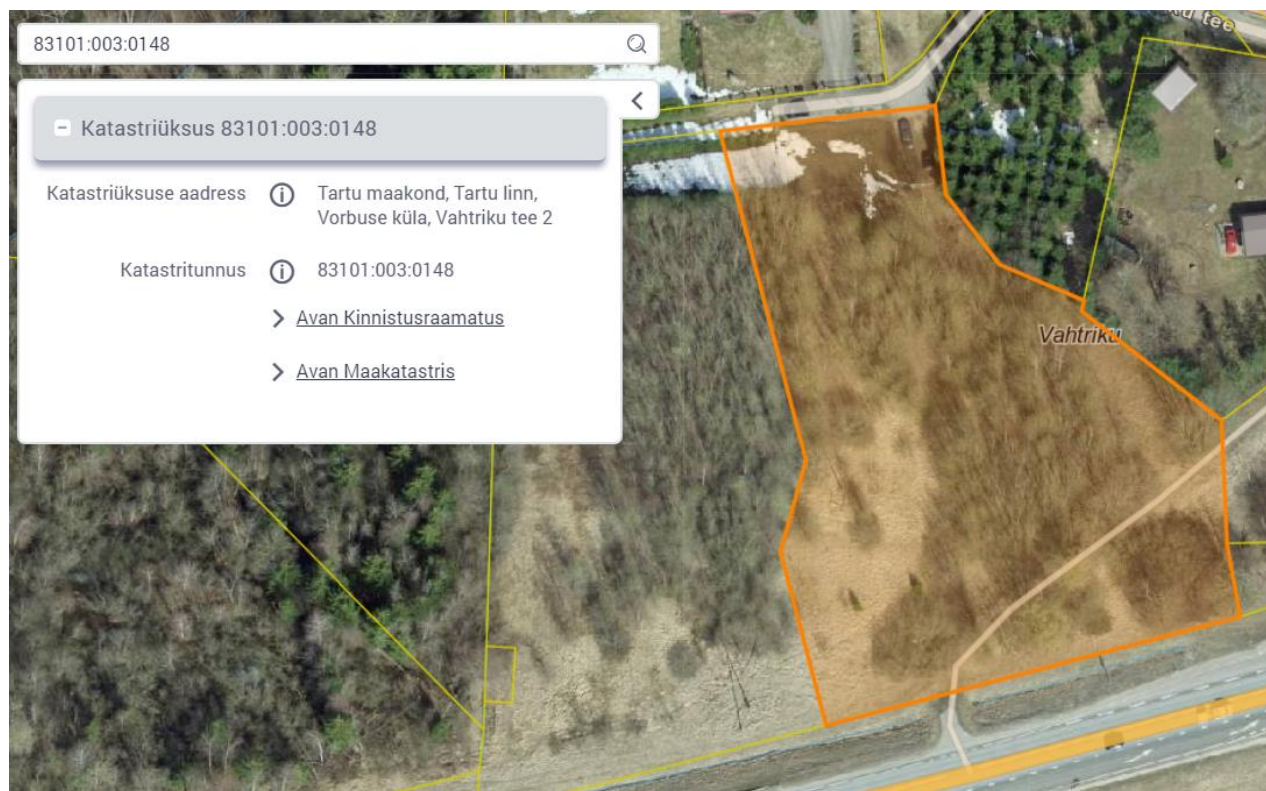 83101:003:0148
Katastriüksus 83101:003:0148
Katastriüksuse aadress
Tartu maakond, Tartu linn,
Vorbuse küla, Vahtriku tee 2
Katastritunnus
83101:003:0148
Avan Kinnistusraamatus
Avan Maakatastris
tee
Vahtriku